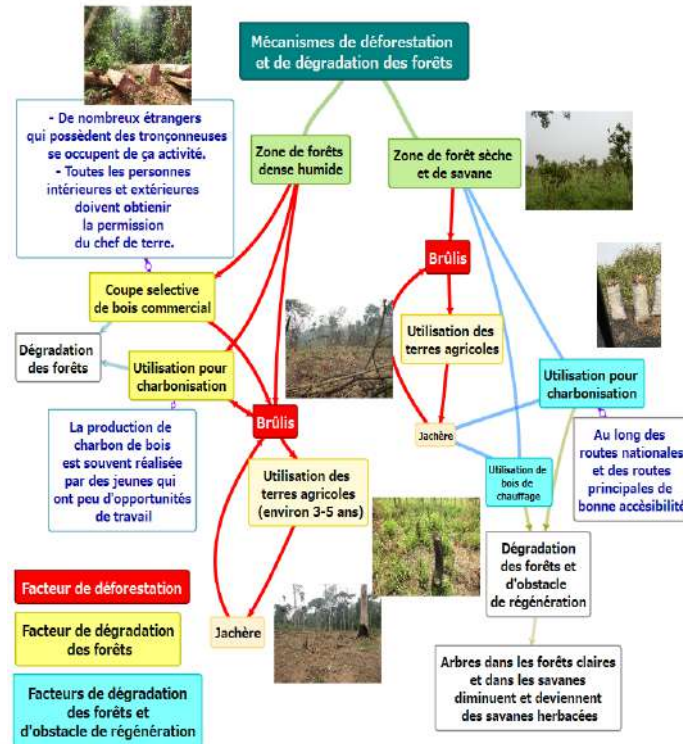 Mécanismes de déforestation
et de dégradation des forêts
- De nombreux étrangers
qui possèdent des tronçonneuses
se occupent de ça activité.
- Toutes les personnes
intérieures et extérieures
doivent obtienir
la permission
du chef de terre.
Zone de forêts
dense humide
Zone de forêt sèche
et de savane
Coupe selective
de bois commercial
Dégradation
des forêts
Utilisation pour
charbonisation
La production de
charbon de bois
est souvent réalisée
par des jeunes qui
ont peu d'opportunités
de travail
Brûlis
Utilisation des
terres agricoles
(environ 3-5 ans)
Jachère
Brûlis
Utilisation des
terres agricoles
Jachère
Utilisation pour
charbonisation
Utilisation de
bois de
chauffage
Au long des
routes nationales
et des routes
principales de
bonne accèsibilité
Dégradation
des forêts et
d'obstacle
de régénération
Arbres dans les forêts claires
et dans les savanes
diminuent et deviennent
des savanes herbacées
Facteur de déforestation
Facteur de dégradation
des forêts
Facteurs de dégradation
des forêts et
d'obstacle de régénération